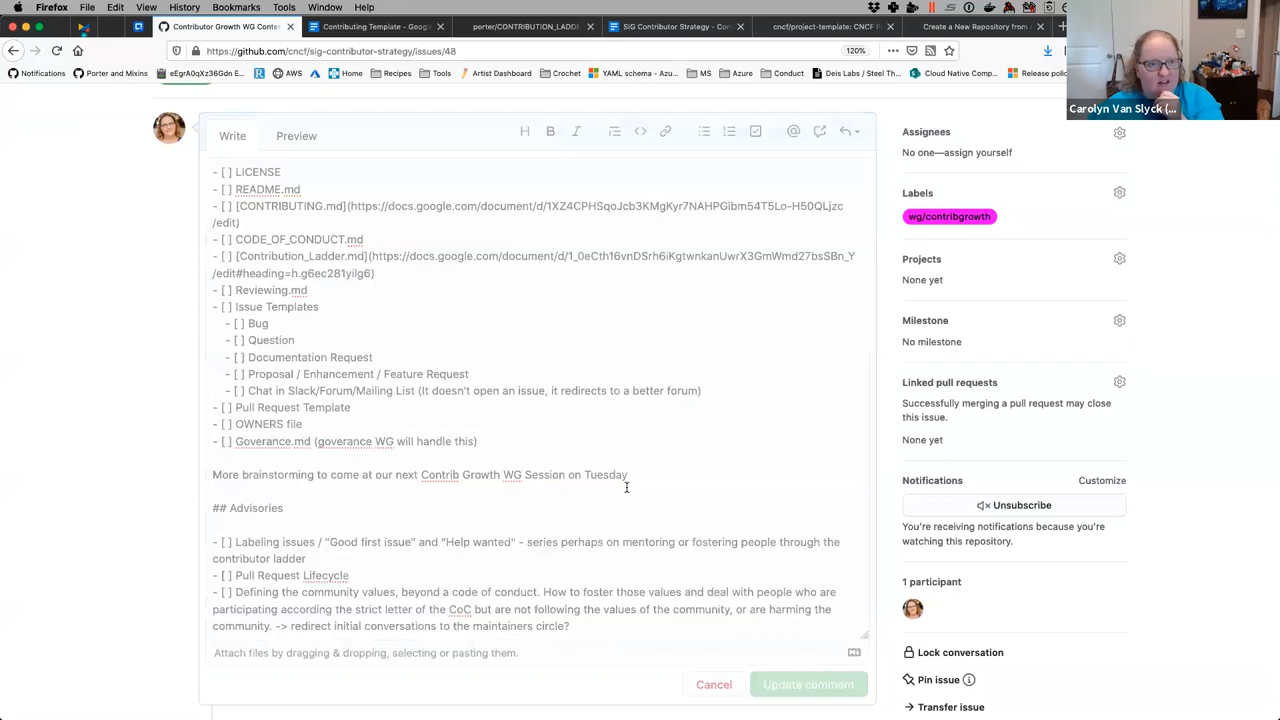 Firefox File Edit View History Bookmarks Tools Window Help
Contributor Growth WG Conter
Contributing Template - Google
porter/CONTRIBUTION_LADDE
SIG Contributor Strategy - Con
cncf/project-template: CNCF P
Create a New Repository from
https://github.com/cncf/sig-contributor-strategy/issues/48
120%
Notifications
Porter and Mixins
eEgrA0qXz36Gdn E...
AWS
Home
Recipes
Tools
Artist Dashboard
Crochet
YAML schema - Azu...
MS
Azure
Conduct
Deis Labs / Steel Th...
Cloud Native Comp...
Release polic
Carolyn Van Slyck (...
Write
Preview
- [ ] LICENSE
- [ ] README.md
- [ ] [CONTRIBUTING.md](https://docs.google.com/document/d/1XZ4CPHSqoJcb3KMgKyr7NAHPGibm54T5Lo-H50QLjzc
/edit)
- [ ] CODE_OF_CONDUCT.md
- [ ] [Contribution_Ladder.md](https://docs.google.com/document/d/1_0eCth16vnDSrh6iKgtwnkanUwrX3GmWmd27bsSBn_Y
/edit#heading=h.g6ec281yilg6)
- [ ] Reviewing.md
- [ ] Issue Templates
- [ ] Bug
- [ ] Question
- [ ] Documentation Request
- [ ] Proposal / Enhancement / Feature Request
- [ ] Chat in Slack/Forum/Mailing List (It doesn't open an issue, it redirects to a better forum)
- [ ] Pull Request Template
- [ ] OWNERS file
- [ ] Goverance.md (goverance WG will handle this)
More brainstorming to come at our next Contrib Growth WG Session on Tuesday
## Advisories
- [ ] Labeling issues / "Good first issue" and "Help wanted" - series perhaps on mentoring or fostering people through the
contributor ladder
- [ ] Pull Request Lifecycle
- [ ] Defining the community values, beyond a code of conduct. How to foster those values and deal with people who are
participating according the strict letter of the CoC but are not following the values of the community, or are harming the
community. -> redirect initial conversations to the maintainers circle?
Attach files by dragging & dropping, selecting or pasting them.
Cancel
Update comment
Assignees
No one—assign yourself
Labels
wg/contribgrowth
Projects
None yet
Milestone
No milestone
Linked pull requests
Successfully merging a pull request may close
this issue.
None yet
Notifications
Customize
Unsubscribe
You're receiving notifications because you're
watching this repository.
1 participant
Lock conversation
Pin issue
Transfer issue